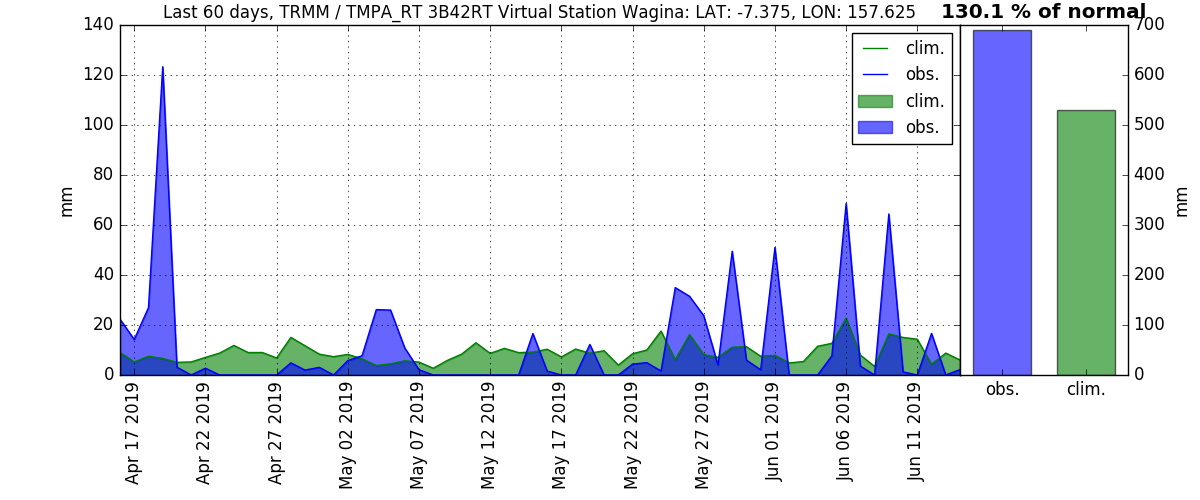 Last 60 days, TRMM / TMPA_RT 3B42RT Virtual Station Wagina: LAT: -7.375, LON: 157.625
130.1 % of normal
140
120
100
80
60
40
20
0
mm
clim.
obs.
clim.
obs.
700
600
500
400
300
200
100
0
mm
obs.
clim.
Apr 17 2019
Apr 22 2019
Apr 27 2019
May 02 2019
May 07 2019
May 12 2019
May 17 2019
May 22 2019
May 27 2019
Jun 01 2019
Jun 06 2019
Jun 11 2019